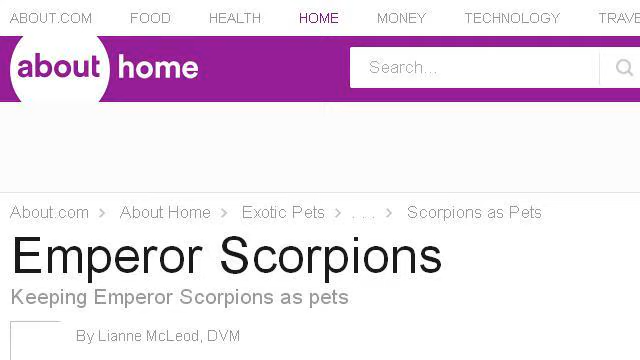 ABOUT.COM FOOD HEALTH HOME MONEY TECHNOLOGY TRAVE
about home
Search...
About.com > About Home > Exotic Pets > . . . > Scorpions as Pets
Emperor Scorpions
Keeping Emperor Scorpions as pets
By Lianne McLeod, DVM